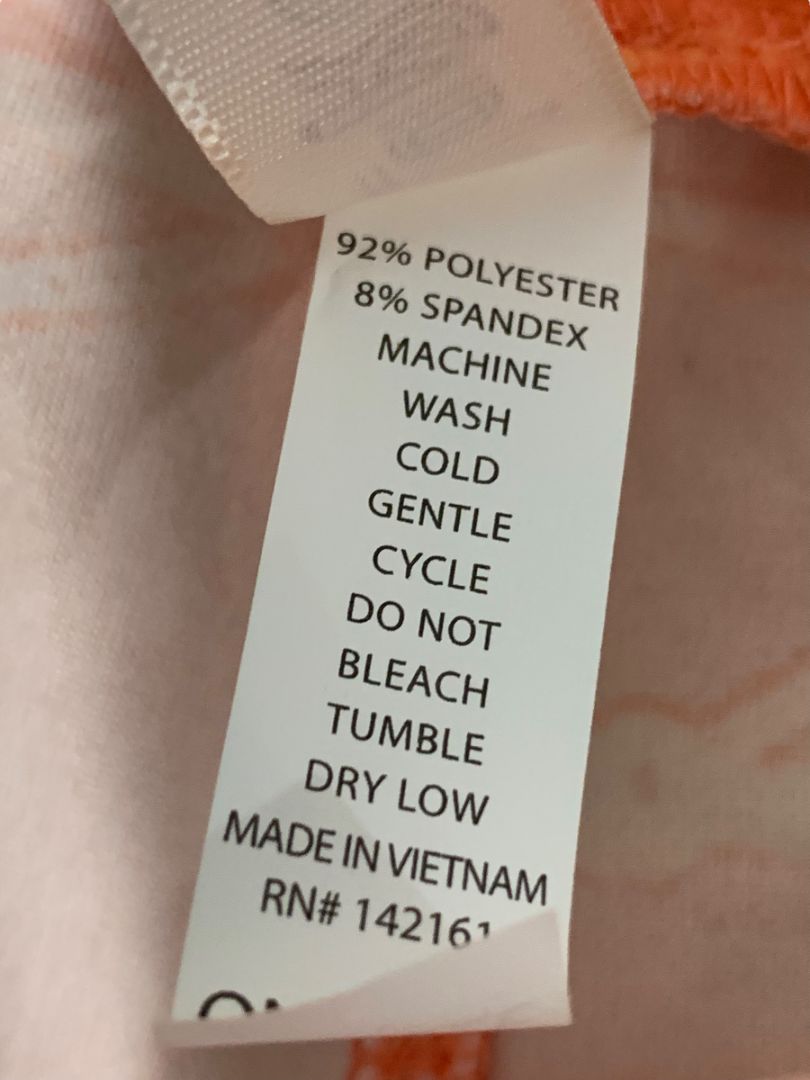 92% POLYESTER
8% SPANDEX
MACHINE
WASH
COLD
GENTLE
CYCLE
DO NOT
BLEACH
TUMBLE
DRY LOW
MADE IN VIETNAM
RN# 142161